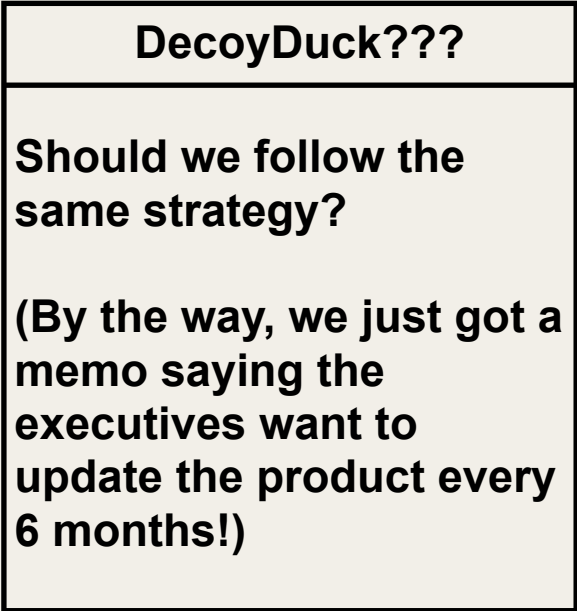 DecoyDuck???
Should we follow the
same strategy?
(By the way, we just got a
memo saying the
executives want to
update the product every
6 months!)